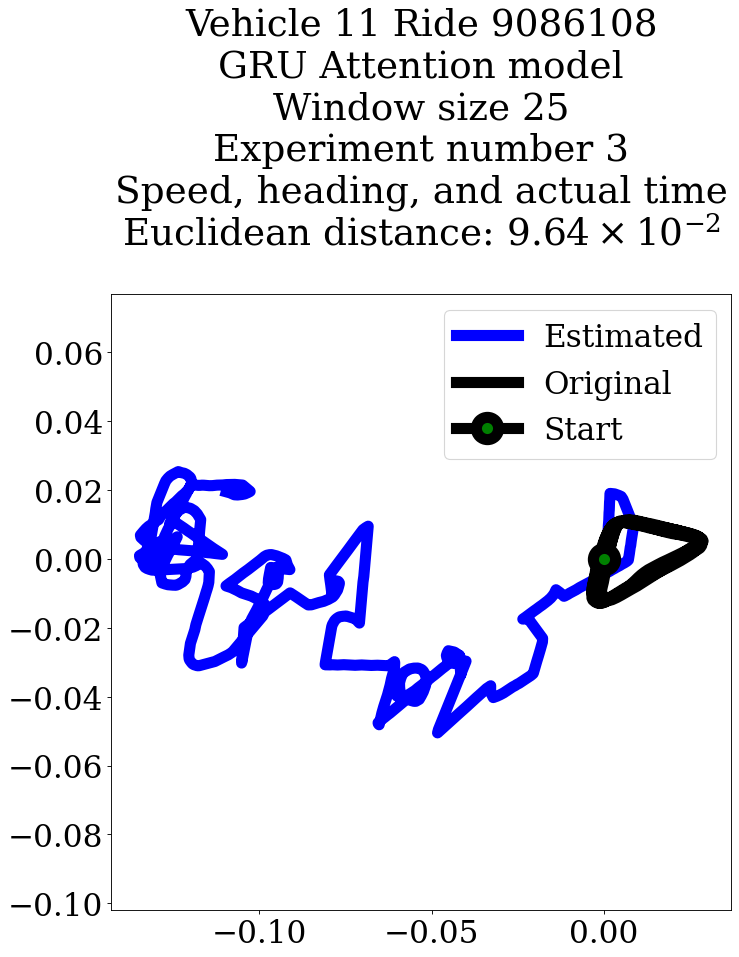 Vehicle 11 Ride 9086108
GRU Attention model
Window size 25
Experiment number 3
Speed, heading, and actual time
Euclidean distance: 9.64 × 10⁻²
Estimated
Original
Start
0.06
0.04
0.02
0.00
−0.02
−0.04
−0.06
−0.08
−0.10
−0.10
−0.05
0.00